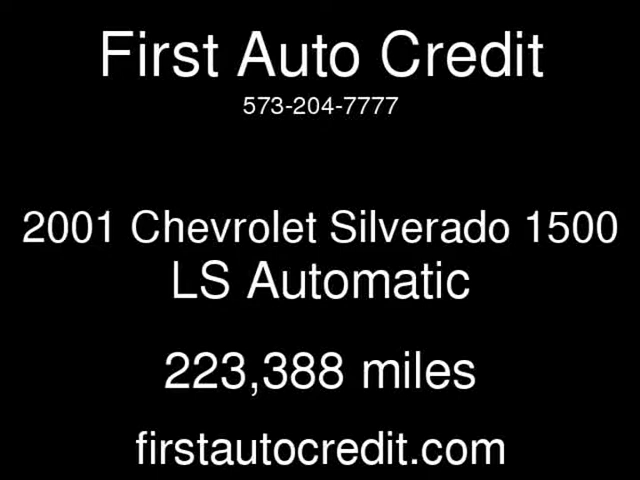 First Auto Credit
573-204-7777
2001 Chevrolet Silverado 1500
LS Automatic
223,388 miles
firstautocredit.com